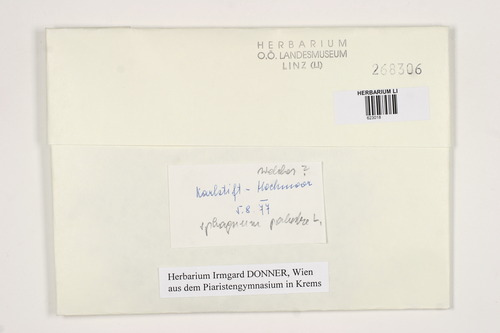 HERBARIUM
O.Ö. LANDESMUSEUM
LINZ (LI)
268306
HERBARIUM LI
welches ?
Karlstift - Hochmoor
5.8 77
sphagnum palustre L.
Herbarium Irmgard DONNER, Wien
aus dem Piaristengymnasium in Krems